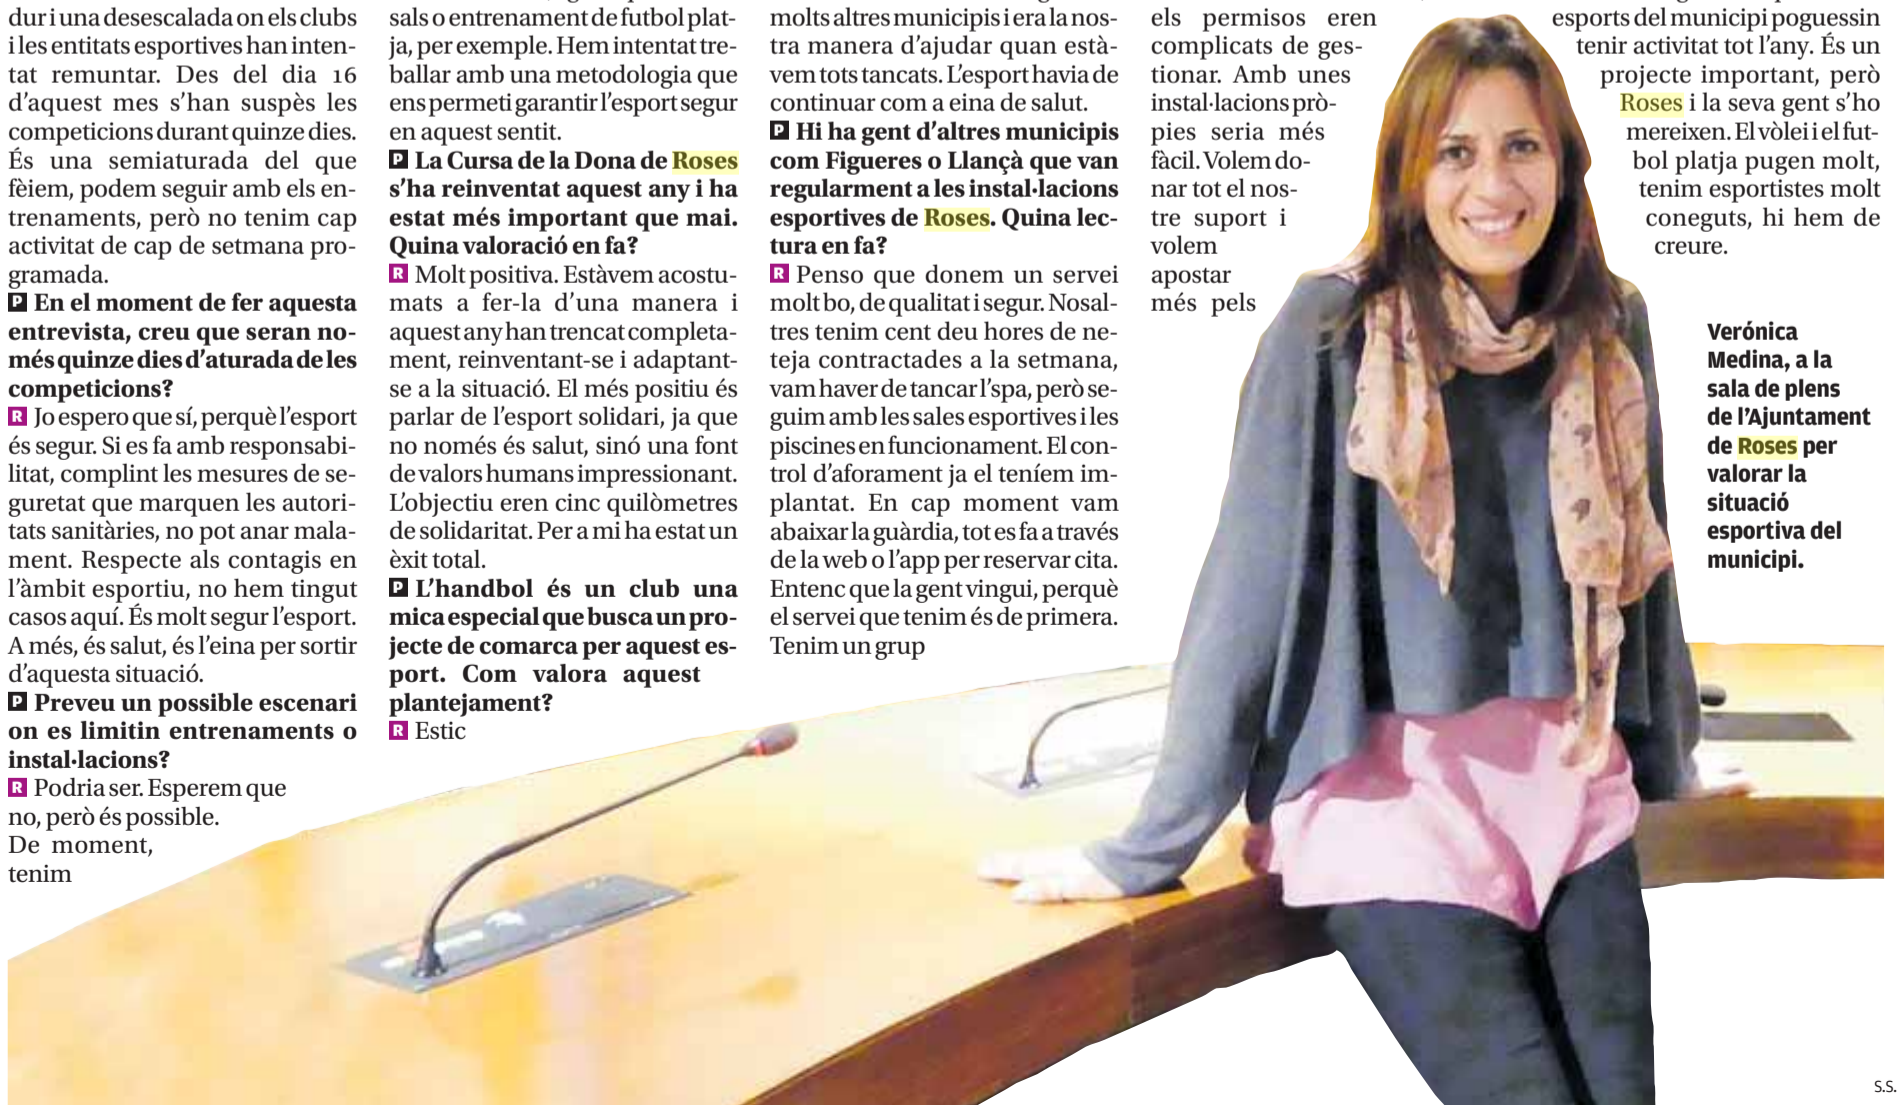 dur i una desescalada on els clubs
i les entitats esportives han inten-
tat remuntar. Des del dia 16
d'aquest mes s'han suspès les
competicions durant quinze dies.
És una semiaturada del que
fèiem, podem seguir amb els en-
trenaments, però no tenim cap
activitat de cap de setmana pro-
gramada.
P En el moment de fer aquesta
entrevista, creu que seran no-
més quinze dies d'aturada de les
competicions?
R Jo espero que sí, perquè l'esport
és segur. Si es fa amb responsabi-
litat, complint les mesures de se-
guretat que marquen les autori-
tats sanitàries, no pot anar mala-
ment. Respecte als contagis en
l'àmbit esportiu, no hem tingut
casos aquí. És molt segur l'esport.
A més, és salut, és l'eina per sortir
d'aquesta situació.
P Preveu un possible escenari
on es limitin entrenaments o
instal·lacions?
R Podria ser. Esperem que
no, però és possible.
De moment,
tenim
sals o entrenament de futbol plat-
ja, per exemple. Hem intentat tre-
ballar amb una metodologia que
ens permeti garantir l'esport segur
en aquest sentit.
P La Cursa de la Dona de Roses
s'ha reinventat aquest any i ha
estat més important que mai.
Quina valoració en fa?
R Molt positiva. Estàvem acostu-
mats a fer-la d'una manera i
aquest any han trencat completa-
ment, reinventant-se i adaptant-
se a la situació. El més positiu és
parlar de l'esport solidari, ja que
no només és salut, sinó una font
de valors humans impressionant.
L'objectiu eren cinc quilòmetres
de solidaritat. Per a mi ha estat un
èxit total.
P L'handbol és un club una
mica especial que busca un pro-
jecte de comarca per aquest es-
port. Com valora aquest
plantejament?
R Estic
molts altres municipis i era la nos-
tra manera d'ajudar quan està-
vem tots tancats. L'esport havia de
continuar com a eina de salut.
P Hi ha gent d'altres municipis
com Figueres o Llançà que van
regularment a les instal·lacions
esportives de Roses. Quina lec-
tura en fa?
R Penso que donem un servei
molt bo, de qualitat i segur. Nosal-
tres tenim cent deu hores de ne-
teja contractades a la setmana,
vam haver de tancar l'spa, però se-
guim amb les sales esportives i les
piscines en funcionament. El con-
trol d'aforament ja el teníem im-
plantat. En cap moment vam
abaixar la guàrdia, tot es fa a través
de la web o l'app per reservar cita.
Entenc que la gent vingui, perquè
el servei que tenim és de primera.
Tenim un grup
els permisos eren
complicats de ges-
tionar. Amb unes
instal·lacions prò-
pies seria més
fàcil. Volem do-
nar tot el nos-
tre suport i
volem
apostar
més pels
esports del municipi poguessin
tenir activitat tot l'any. És un
projecte important, però
Roses i la seva gent s'ho
mereixen. El vòlei i el fut-
bol platja pugen molt,
tenim esportistes molt
coneguts, hi hem de
creure.
Verónica
Medina, a la
sala de plens
de l'Ajuntament
de Roses per
valorar la
situació
esportiva del
municipi.
S.S.